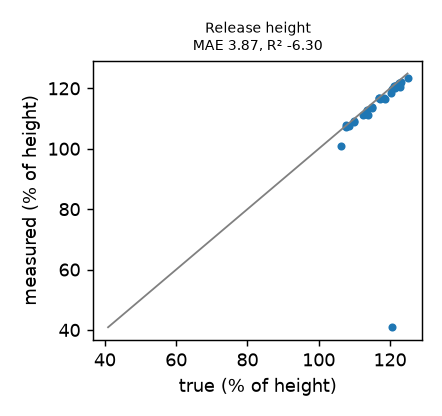 Release height
MAE 3.87, R² -6.30
measured (% of height)
120
100
80
60
40
40 60 80 100 120
true (% of height)